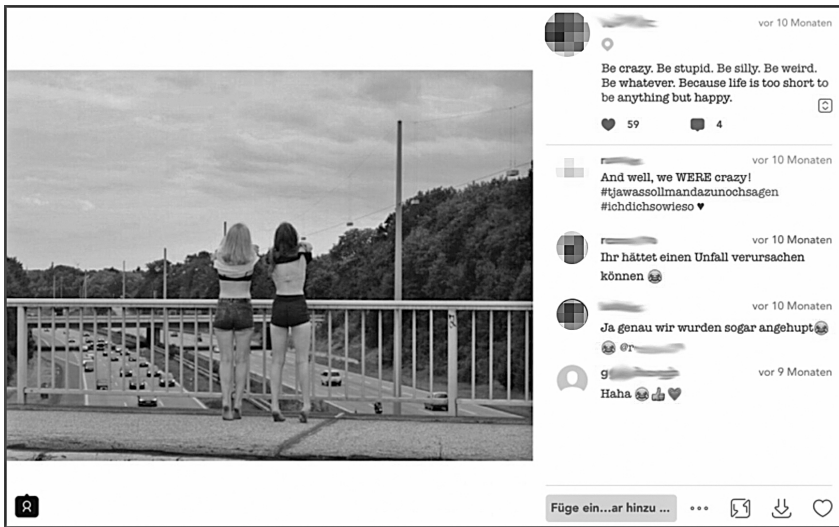 vor 10 Monaten
Be crazy. Be stupid. Be silly. Be weird.
Be whatever. Because life is too short to
be anything but happy.
59
4
vor 10 Monaten
And well, we WERE crazy!
#tjawassollmandazunochsagen
#ichdichsowieso ♥
vor 10 Monaten
Ihr hättet einen Unfall verursachen
können 😂
vor 10 Monaten
Ja genau wir wurden sogar angehupt😂
😂 @r
g
vor 9 Monaten
Haha 😂👍❤
Füge ein...ar hinzu ...